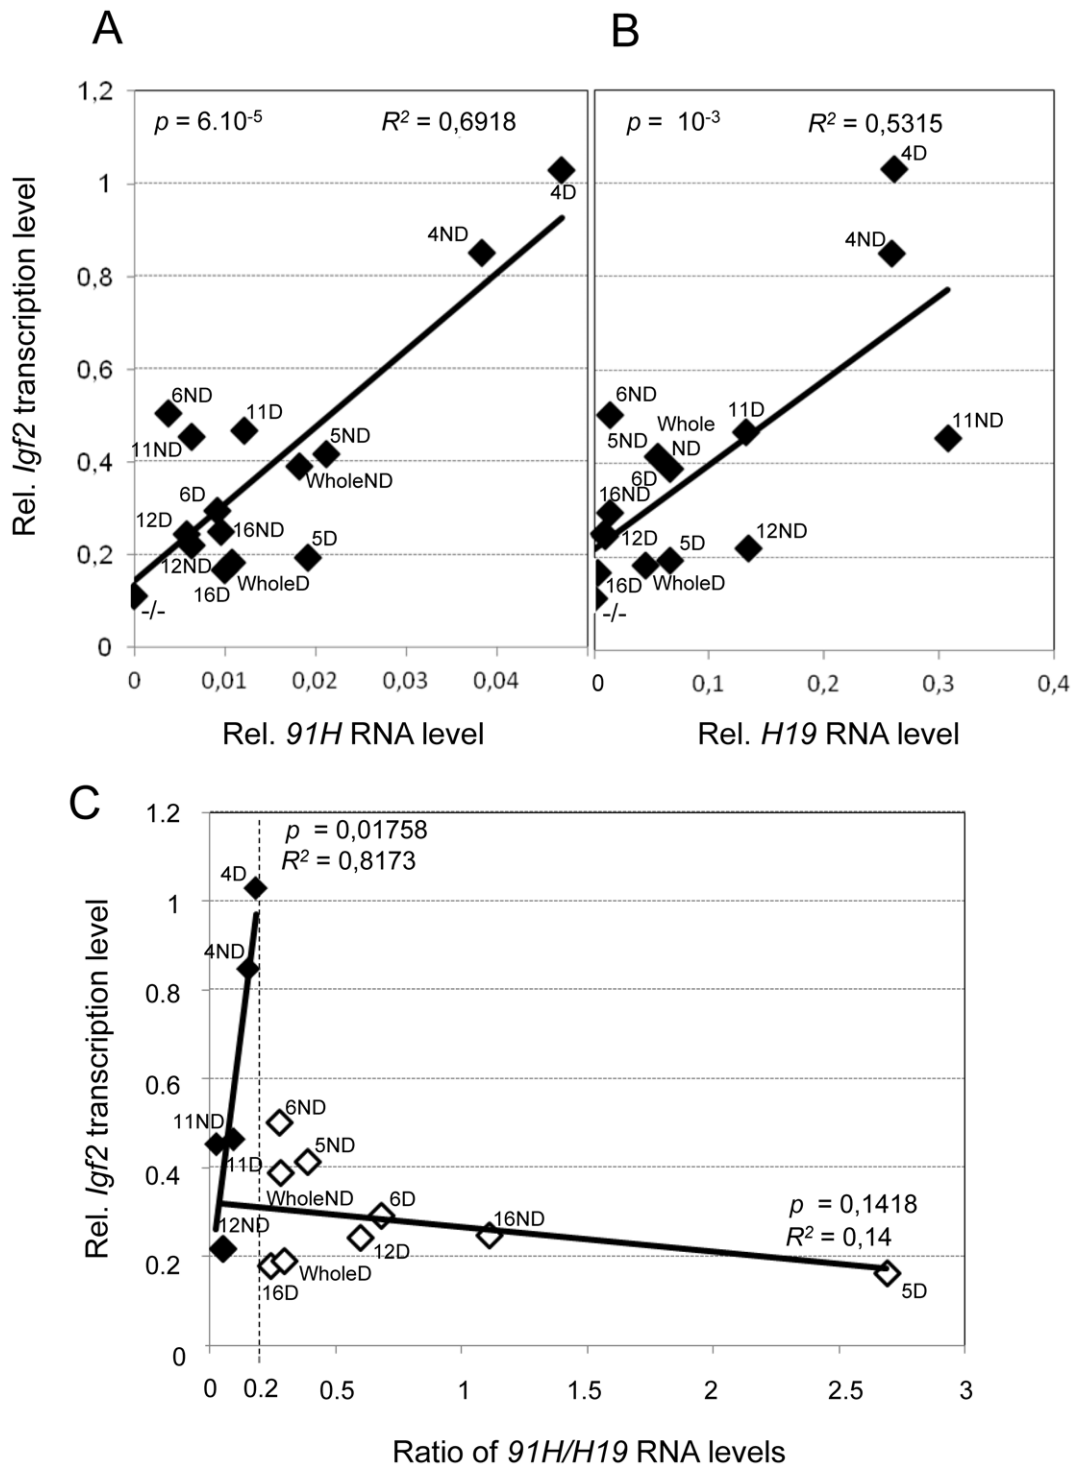 A
B
1,2
1
0,8
0,6
0,4
0,2
0
Rel. Igf2 transcription level
p = 6.10-5
R2 = 0,6918
4D
4ND
6ND
11D
11ND
5ND
WholeND
6D
12D
16ND
12ND
5D
WholeD
16D
-/-
0
0,01
0,02
0,03
0,04
Rel. 91H RNA level
p = 10-3
R2 = 0,5315
4D
4ND
6ND
Whole
ND
11D
11ND
5ND
6D
16ND
12D
12ND
5D
WholeD
16D
-/-
0
0,1
0,2
0,3
0,4
Rel. H19 RNA level
C
1.2
1
0.8
0.6
0.4
0.2
0
Rel. Igf2 transcription level
p = 0,01758
R2 = 0,8173
4D
4ND
11ND
11D
12ND
6ND
5ND
WholeND
6D
16ND
12D
WholeD
16D
5D
p = 0,1418
R2 = 0,14
0
0.2
0.5
1
1.5
2
2.5
3
Ratio of 91H/H19 RNA levels